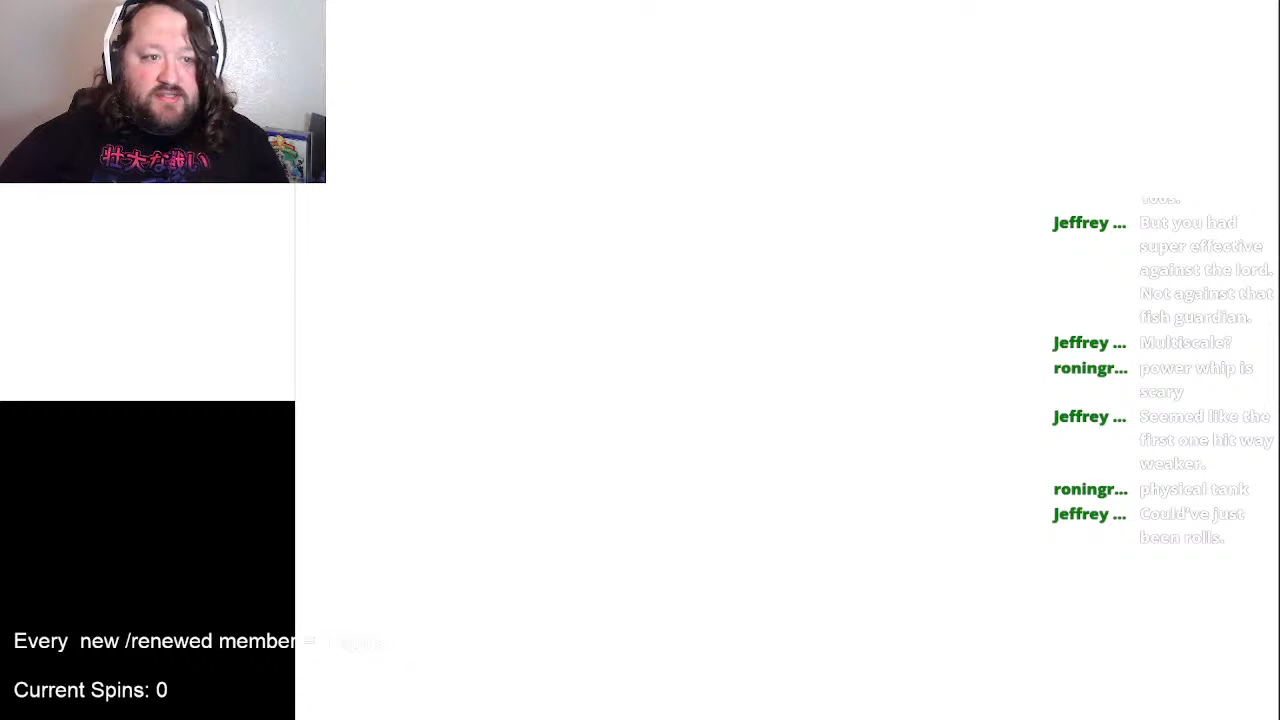 壮大な戦い
Yous.
Jeffrey ... But you had
super effective
against the lord.
Not against that
fish guardian.
Jeffrey ... Multiscale?
roningr... power whip is
scary
Jeffrey ... Seemed like the
first one hit way
weaker.
roningr... physical tank
Jeffrey ... Could've just
been rolls.
Every new /renewed member =
Current Spins: 0